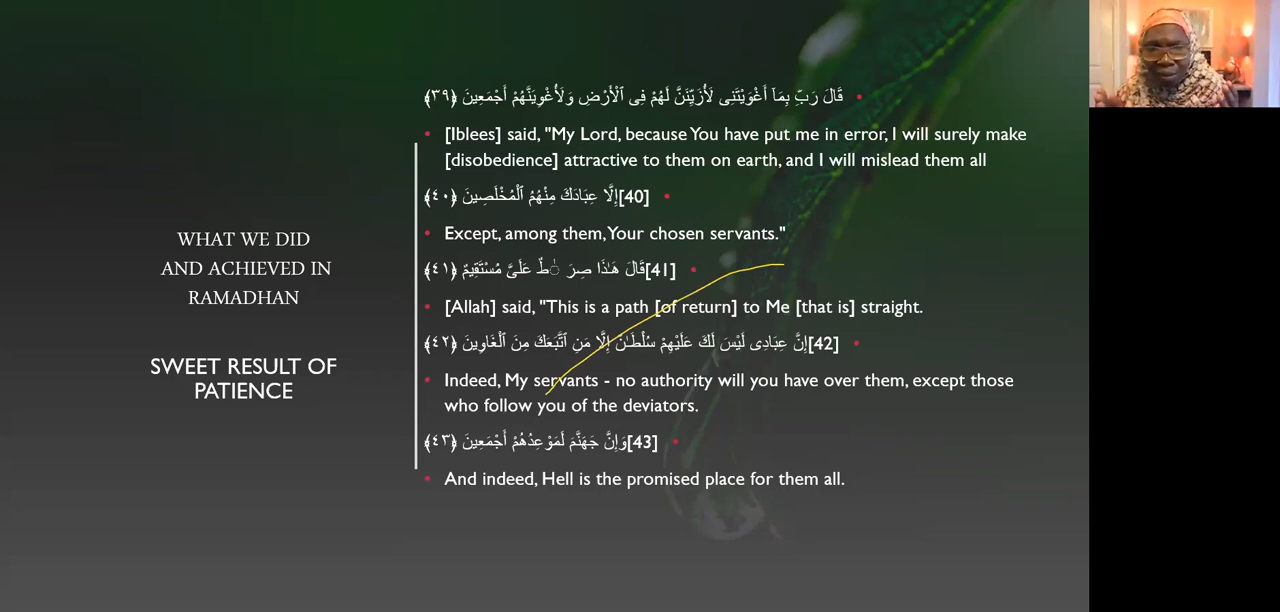 WHAT WE DID
AND ACHIEVED IN
RAMADHAN
SWEET RESULT OF
PATIENCE
قَالَ رَبِّ بِمَآ أَغْوَيْتَنِى لَأُزَيِّنَنَّ لَهُمْ فِى ٱلْأَرْضِ وَلَأُغْوِيَنَّهُمْ أَجْمَعِينَ ﴿٣٩﴾
[Iblees] said, "My Lord, because You have put me in error, I will surely make
[disobedience] attractive to them on earth, and I will mislead them all
[40]إِلَّا عِبَادَكَ مِنْهُمُ ٱلْمُخْلَصِينَ ﴿٤٠﴾
Except, among them, Your chosen servants."
[41]قَالَ هَـٰذَا صِرَ ٰطٌ عَلَىَّ مُسْتَقِيمٌ ﴿٤١﴾
[Allah] said, "This is a path [of return] to Me [that is] straight.
[42]إِنَّ عِبَادِى لَيْسَ لَكَ عَلَيْهِمْ سُلْطَـٰنٌ إِلَّا مَنِ ٱتَّبَعَكَ مِنَ ٱلْغَاوِينَ ﴿٤٢﴾
Indeed, My servants - no authority will you have over them, except those
who follow you of the deviators.
[43]وَإِنَّ جَهَنَّمَ لَمَوْعِدُهُمْ أَجْمَعِينَ ﴿٤٣﴾
And indeed, Hell is the promised place for them all.